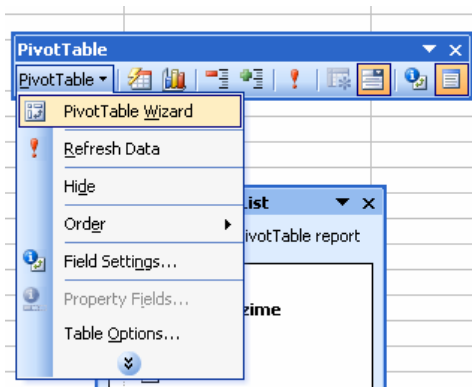 PivotTable
PivotTable
PivotTable Wizard
Refresh Data
Hide
Order
Field Settings...
Property Fields...
Table Options...
List
PivotTable report
zime